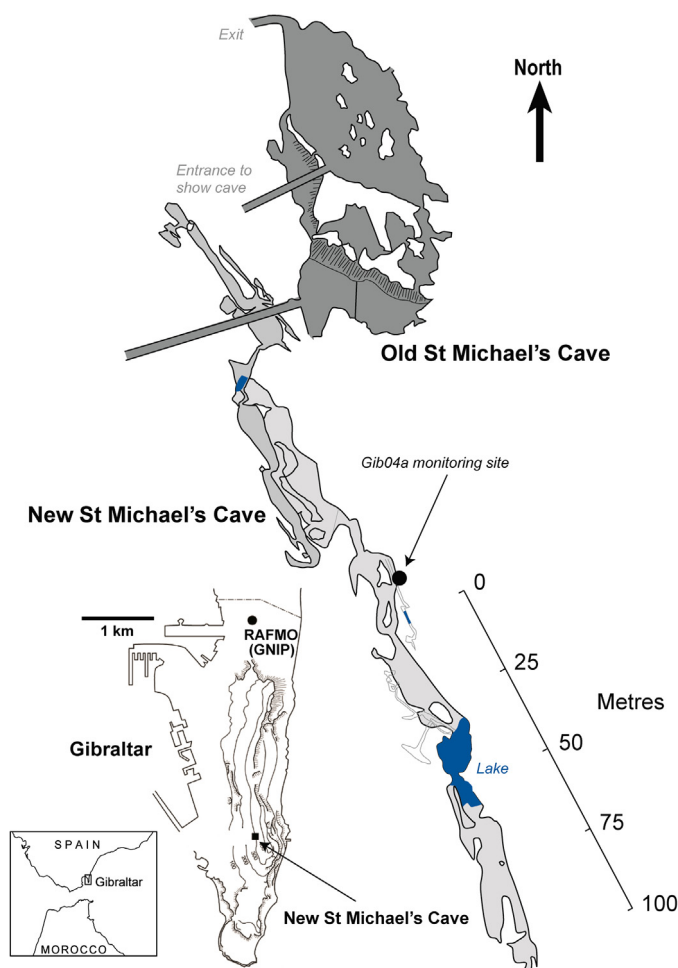 Exit
North
Entrance to
show cave
Old St Michael's Cave
Gib04a monitoring site
New St Michael's Cave
0
25
Metres
50
75
100
Lake
1 km
RAFMO
(GNIP)
Gibraltar
New St Michael's Cave
SPAIN
Gibraltar
MOROCCO